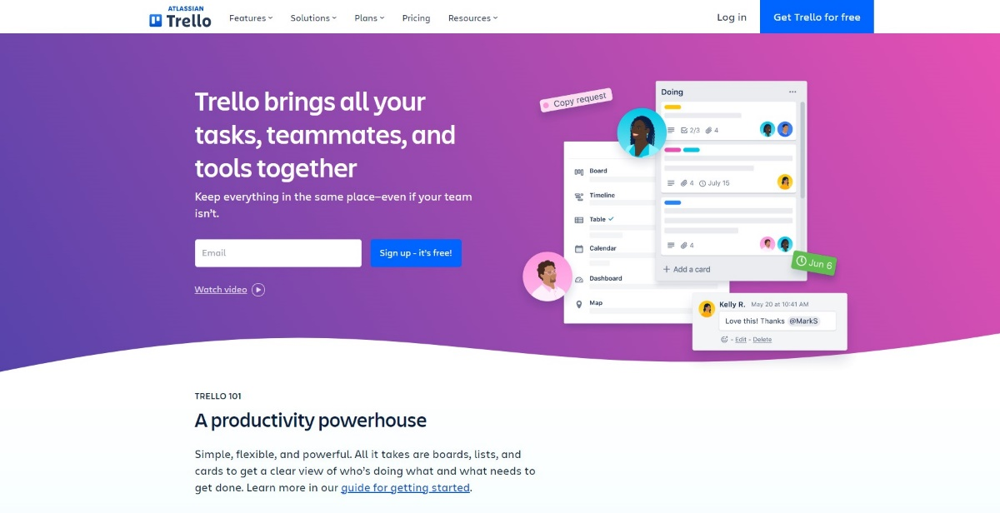 ATLASSIAN
Trello
Features
Solutions
Plans
Pricing
Resources
Log in
Get Trello for free
Trello brings all your
tasks, teammates, and
tools together
Keep everything in the same place—even if your team
isn’t.
Email
Sign up - it’s free!
Watch video
Copy request
Board
Timeline
Table
Calendar
Dashboard
Map
Doing
2/3 4
4 July 15
4
+ Add a card
Jun 6
Kelly R. May 20 at 10:41 AM
Love this! Thanks @MarkS
- Edit - Delete
TRELLO 101
A productivity powerhouse
Simple, flexible, and powerful. All it takes are boards, lists, and
cards to get a clear view of who’s doing what and what needs to
get done. Learn more in our guide for getting started.